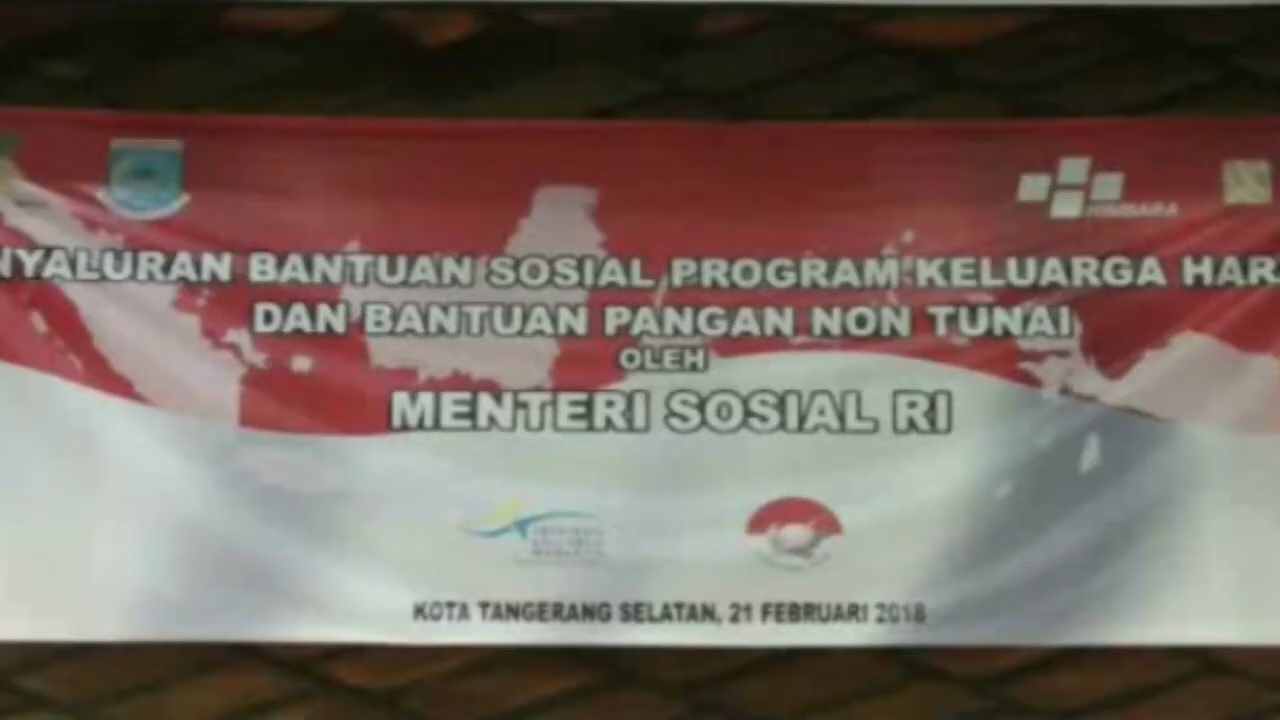 NYALURAN BANTUAN SOSIAL PROGRAM KELUARGA HAR
DAN BANTUAN PANGAN NON TUNAI
OLEH
MENTERI SOSIAL RI
KOTA TANGERANG SELATAN, 21 FEBRUARI 2018